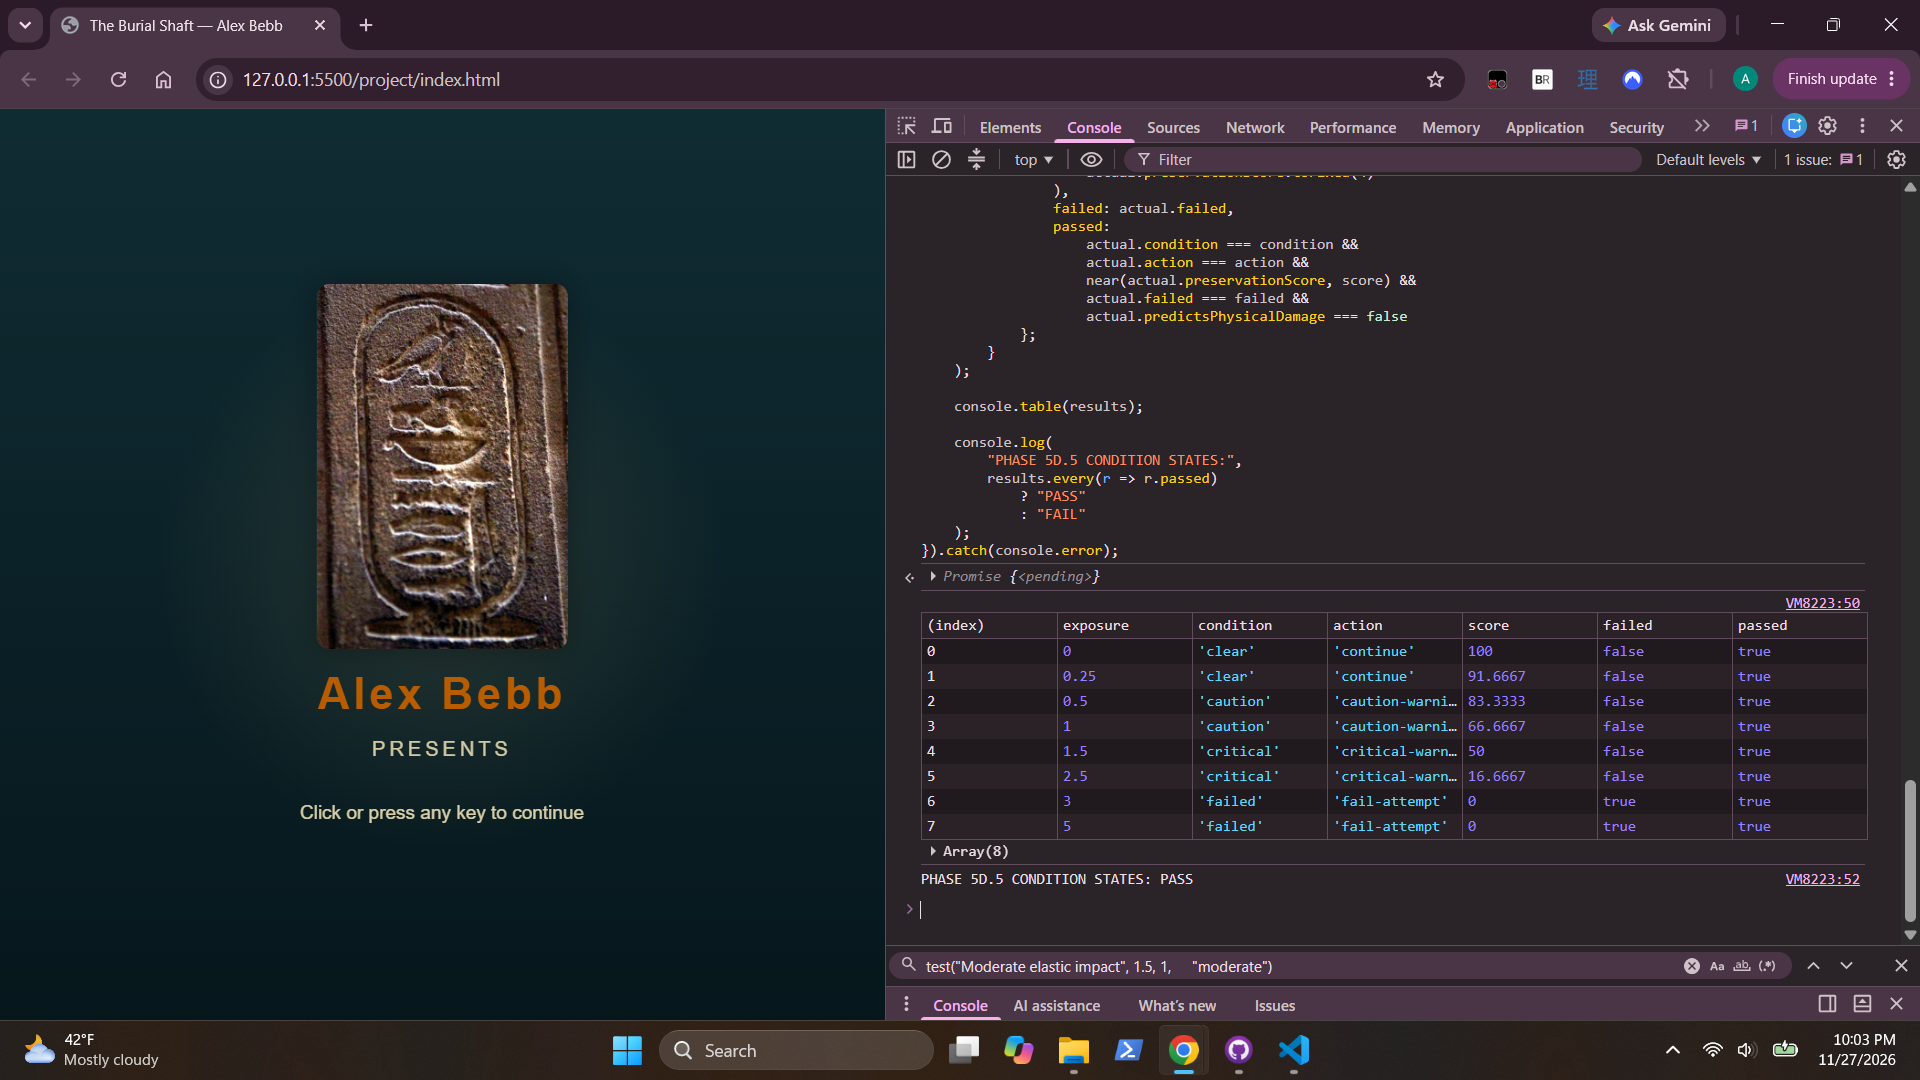 The Burial Shaft — Alex Bebb
Ask Gemini
127.0.0.1:5500/project/index.html
BR
理
A
Finish update
Elements Console Sources Network Performance Memory Application Security
1
top
Filter
Default levels
1 issue: 1
),
failed: actual.failed,
passed:
actual.condition === condition &&
actual.action === action &&
near(actual.preservationScore, score) &&
actual.failed === failed &&
actual.predictsPhysicalDamage === false
};
}
);
console.table(results);
console.log(
"PHASE 5D.5 CONDITION STATES:",
results.every(r => r.passed)
? "PASS"
: "FAIL"
);
}).catch(console.error);
Promise {<pending>}
VM8223:50
(index) exposure condition action score failed passed
0 0 'clear' 'continue' 100 false true
1 0.25 'clear' 'continue' 91.6667 false true
2 0.5 'caution' 'caution-warni… 83.3333 false true
3 1 'caution' 'caution-warni… 66.6667 false true
4 1.5 'critical' 'critical-warn… 50 false true
5 2.5 'critical' 'critical-warn… 16.6667 false true
6 3 'failed' 'fail-attempt' 0 true true
7 5 'failed' 'fail-attempt' 0 true true
Array(8)
PHASE 5D.5 CONDITION STATES: PASS VM8223:52
>
test("Moderate elastic impact", 1.5, 1, "moderate")
Aa ab (.*)
Console AI assistance What's new Issues
Alex Bebb
PRESENTS
Click or press any key to continue
42°F
Mostly cloudy
Search
10:03 PM
11/27/2026